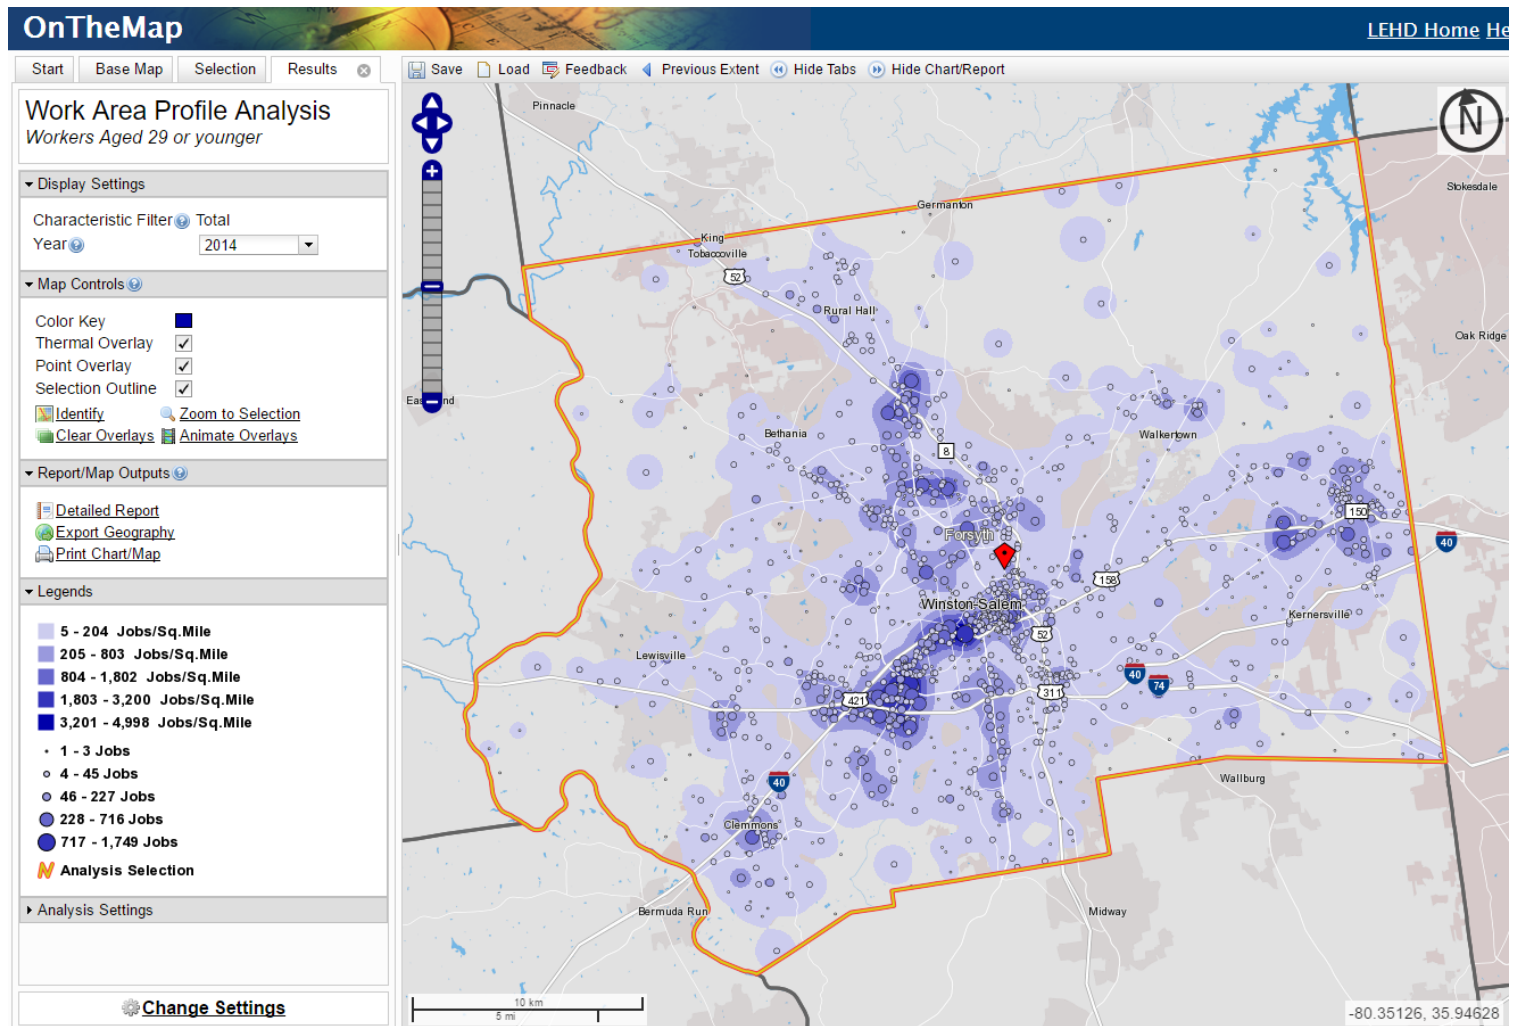 OnTheMap
LEHD Home He
Start Base Map Selection Results
Save Load Feedback Previous Extent Hide Tabs Hide Chart/Report
Work Area Profile Analysis
Workers Aged 29 or younger
Display Settings
Characteristic Filter Total
Year 2014
Map Controls
Color Key
Thermal Overlay
Point Overlay
Selection Outline
Identify Zoom to Selection
Clear Overlays Animate Overlays
Report/Map Outputs
Detailed Report
Export Geography
Print Chart/Map
Legends
5 - 204 Jobs/Sq.Mile
205 - 803 Jobs/Sq.Mile
804 - 1,802 Jobs/Sq.Mile
1,803 - 3,200 Jobs/Sq.Mile
3,201 - 4,998 Jobs/Sq.Mile
1 - 3 Jobs
4 - 45 Jobs
46 - 227 Jobs
228 - 716 Jobs
717 - 1,749 Jobs
Analysis Selection
Analysis Settings
Change Settings
Pinnacle
N
Stokesdale
Germanton
King
Tobaccoville
52
Rural Hall
Oak Ridge
Bethania
Walkertown
8
150
Forsyth
40
158
Winston-Salem
Kernersville
52
Lewisville
40
74
311
421
40
Wallburg
Clemmons
Bermuda Run
Midway
10 km
5 mi
-80.35126, 35.94628